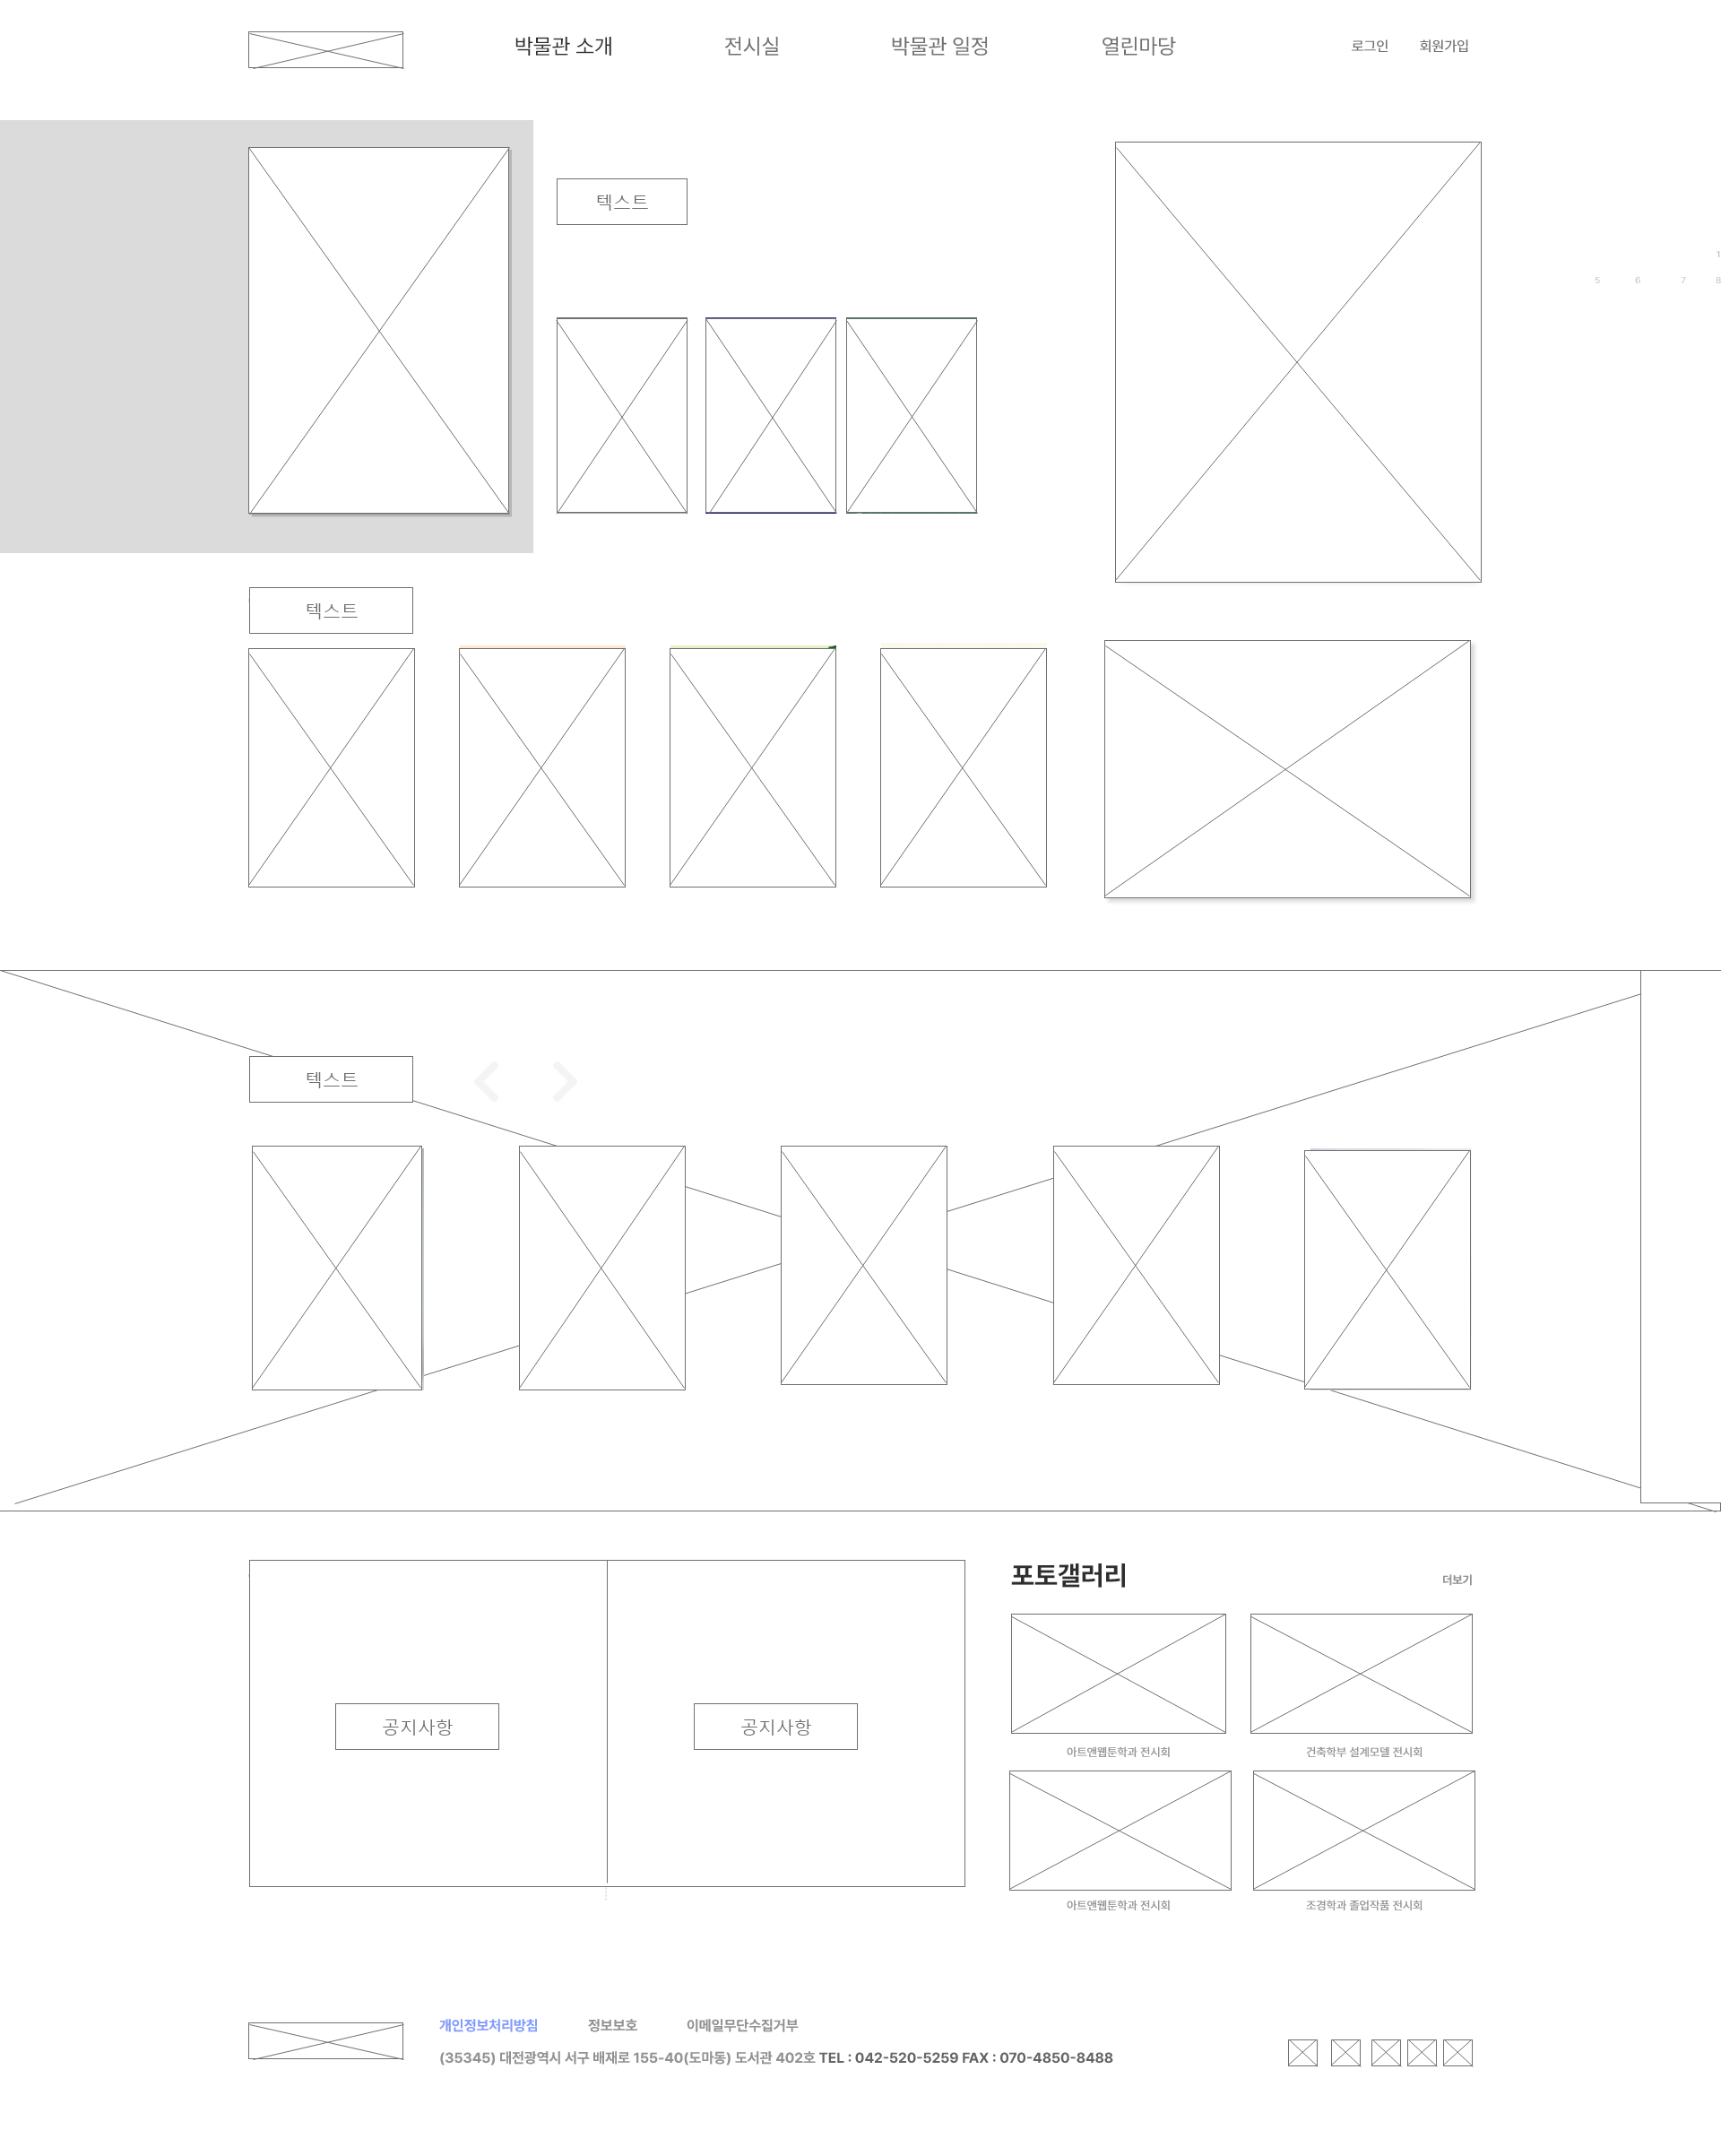 박물관 소개 전시실 박물관 일정 열린마당 로그인 회원가입
텍스트
1
5 6 7 8
텍스트
텍스트
포토갤러리 더보기
공지사항 공지사항
아트앤웹툰학과 전시회 건축학부 설계모델 전시회
아트앤웹툰학과 전시회 조경학과 졸업작품 전시회
개인정보처리방침 정보보호 이메일무단수집거부
(35345) 대전광역시 서구 배재로 155-40(도마동) 도서관 402호 TEL : 042-520-5259 FAX : 070-4850-8488